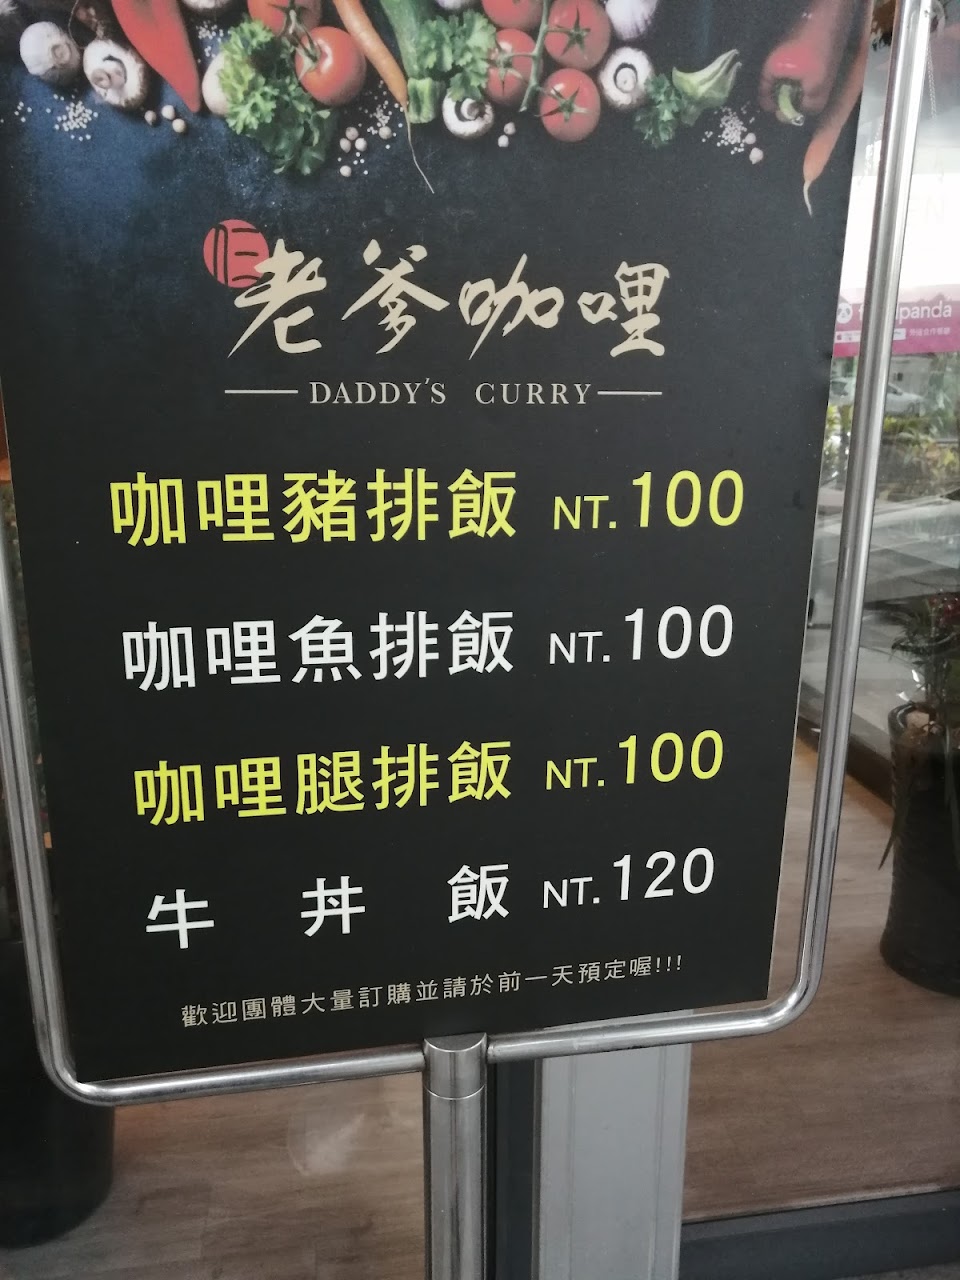 仁
老爹咖哩
DADDY'S CURRY
panda
咖哩豬排飯 NT.100
咖哩魚排飯 NT.100
咖哩腿排飯 NT.100
牛 丼 飯 NT.120
歡迎團體大量訂購並請於前一天預定喔!!!